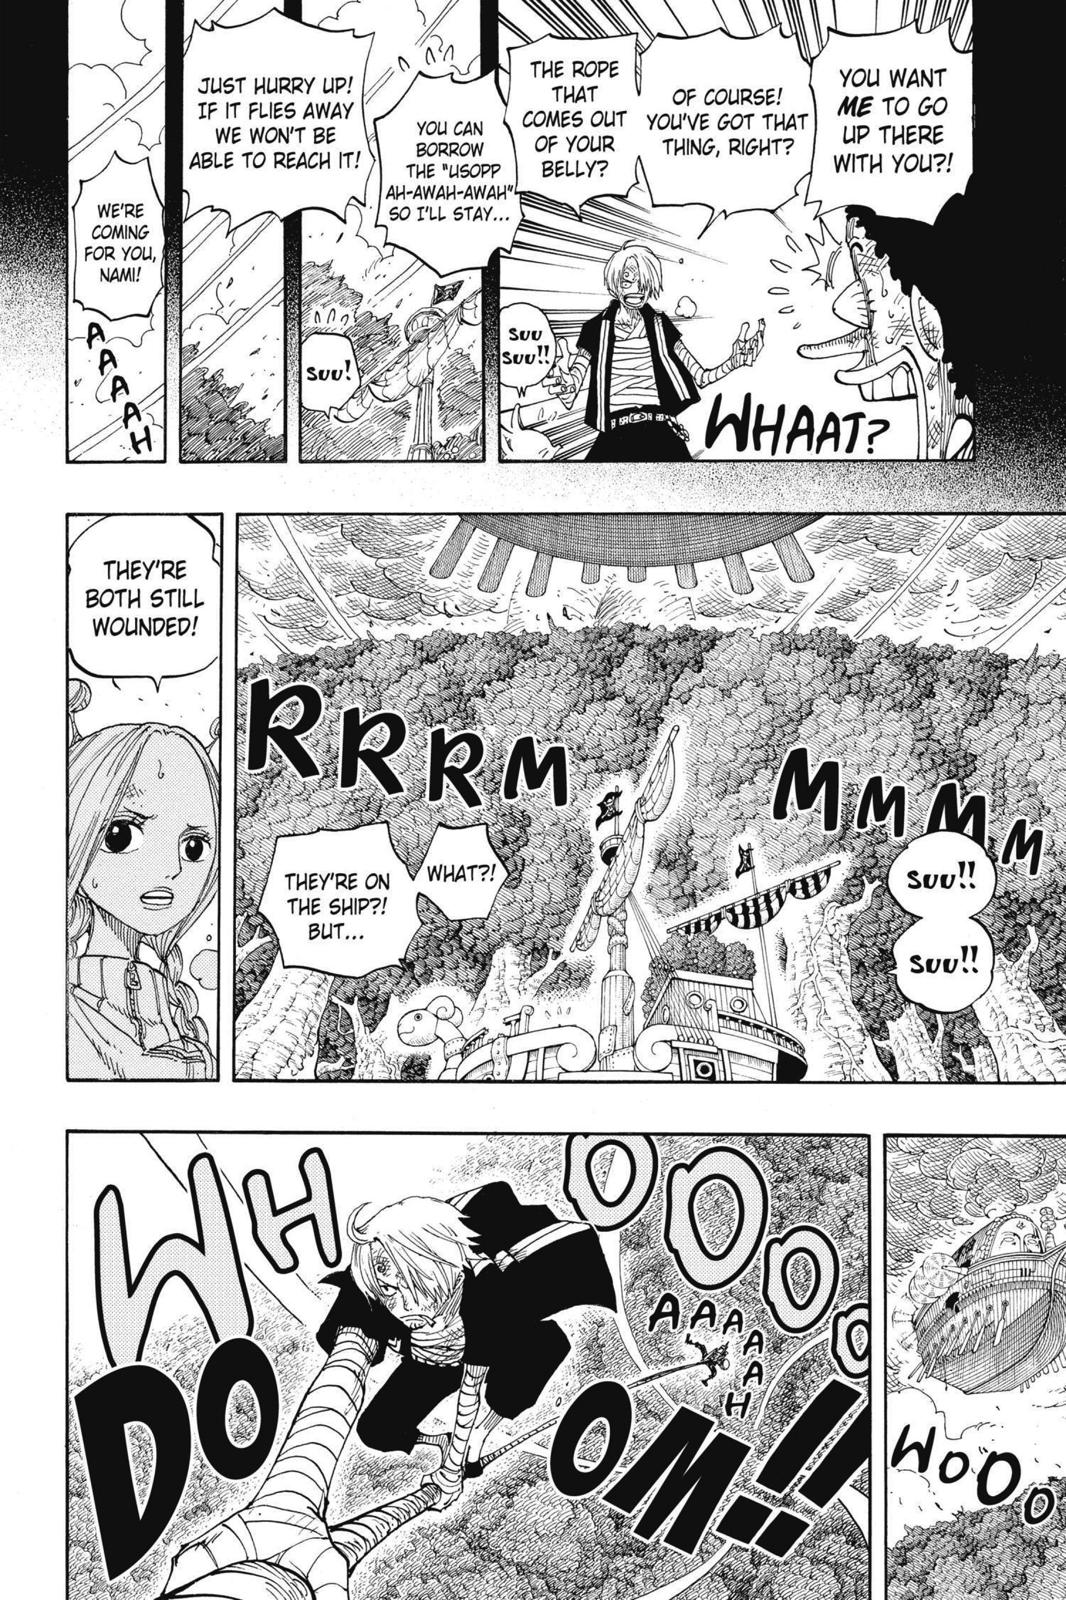 YOU WANT
ME TO GO
UP THERE
WITH YOU?!
OF COURSE!
YOU'VE GOT THAT
THING, RIGHT?
THE ROPE
THAT
COMES OUT
OF YOUR
BELLY?
WHAAT?
SUU
SUU!!
YOU CAN
BORROW
THE "USOPP
AH-AWAH-AWAH"
SO I'LL STAY...
SUU!
JUST HURRY UP!
IF IT FLIES AWAY
WE WON'T BE
ABLE TO REACH IT!
WE'RE
COMING
FOR YOU,
NAMI!
AAAAH
RRRM
MMMM
SUU!!
SUU!!
WHAT?!
THEY'RE ON
THE SHIP?!
BUT...
THEY'RE
BOTH STILL
WOUNDED!
WOOO
WHOOOOO
AAAAAAH
DOOM!!